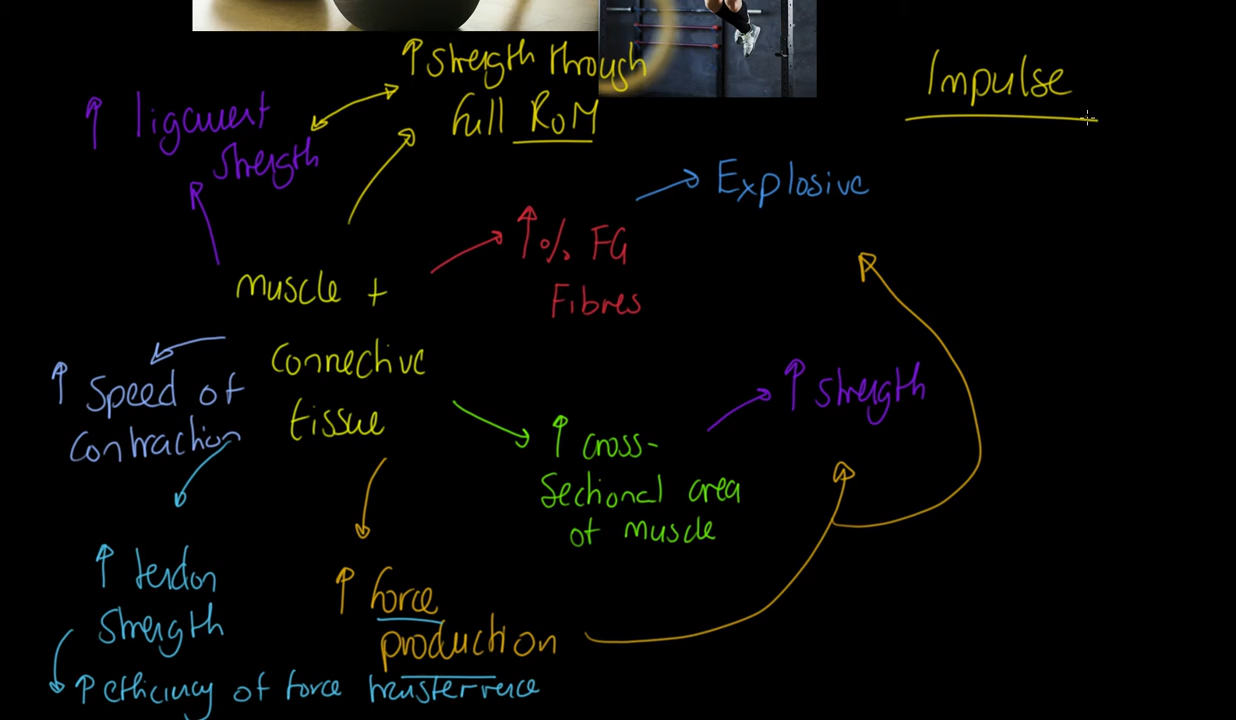 ↑ strength through
full ROM
Impulse
↑ ligament
strength
→ Explosive
↑ % FG
Fibres
muscle +
connective
tissue
↑ Speed of
contraction
↑ strength
↑ cross-
sectional area
of muscle
↑ tendon
strength
↑ force
production
↑ efficiency of force transferrence